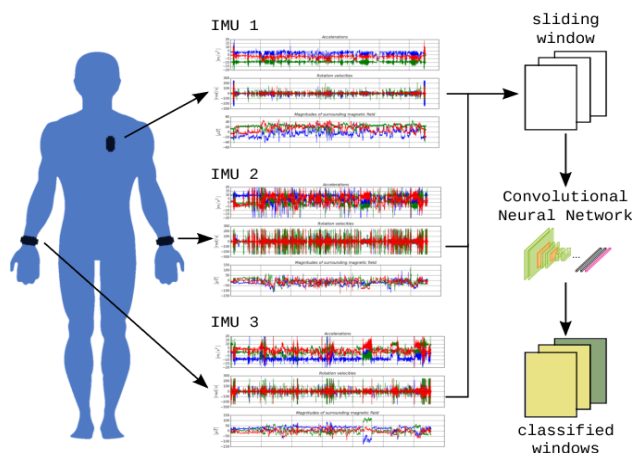 IMU 1
Accelerations
Rotation velocities
Magnitudes of surrounding magnetic field
IMU 2
Accelerations
Rotation velocities
Magnitudes of surrounding magnetic field
IMU 3
Accelerations
Rotation velocities
Magnitudes of surrounding magnetic field
sliding
window
Convolutional
Neural Network
...
classified
windows